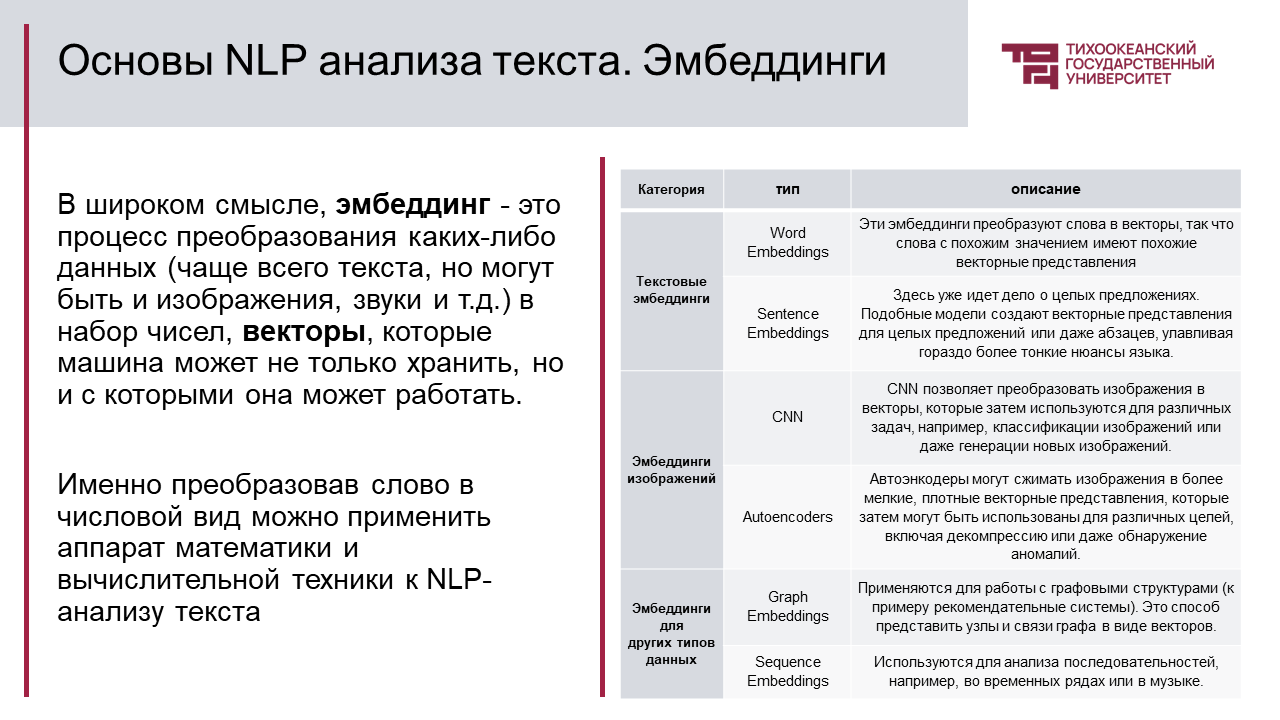 Основы NLP анализа текста. Эмбеддинги
ТИХООКЕАНСКИЙ
ГОСУДАРСТВЕННЫЙ
УНИВЕРСИТЕТ
В широком смысле, эмбеддинг - это
процесс преобразования каких-либо
данных (чаще всего текста, но могут
быть и изображения, звуки и т.д.) в
набор чисел, векторы, которые
машина может не только хранить, но
и с которыми она может работать.
Именно преобразовав слово в
числовой вид можно применить
аппарат математики и
вычислительной техники к NLP-
анализу текста
Категория
тип
описание
Текстовые
эмбеддинги
Word
Embeddings
Эти эмбеддинги преобразуют слова в векторы, так что
слова с похожим значением имеют похожие
векторные представления
Sentence
Embeddings
Здесь уже идет дело о целых предложениях.
Подобные модели создают векторные представления
для целых предложений или даже абзацев, улавливая
гораздо более тонкие нюансы языка.
Эмбеддинги
изображений
CNN
CNN позволяет преобразовать изображения в
векторы, которые затем используются для различных
задач, например, классификации изображений или
даже генерации новых изображений.
Autoencoders
Автоэнкодеры могут сжимать изображения в более
мелкие, плотные векторные представления, которые
затем могут быть использованы для различных целей,
включая декомпрессию или даже обнаружение
аномалий.
Эмбеддинги
для
других типов
данных
Graph
Embeddings
Применяются для работы с графовыми структурами (к
примеру рекомендательные системы). Это способ
представить узлы и связи графа в виде векторов.
Sequence
Embeddings
Используются для анализа последовательностей,
например, во временных рядах или в музыке.